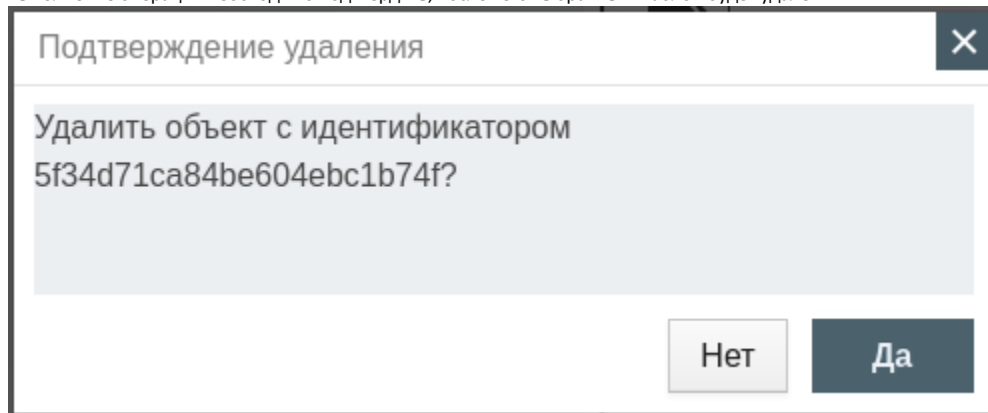 Подтверждение удаления
Удалить объект с идентификатором
5f34d71ca84be604ebc1b74f?
Нет
Да